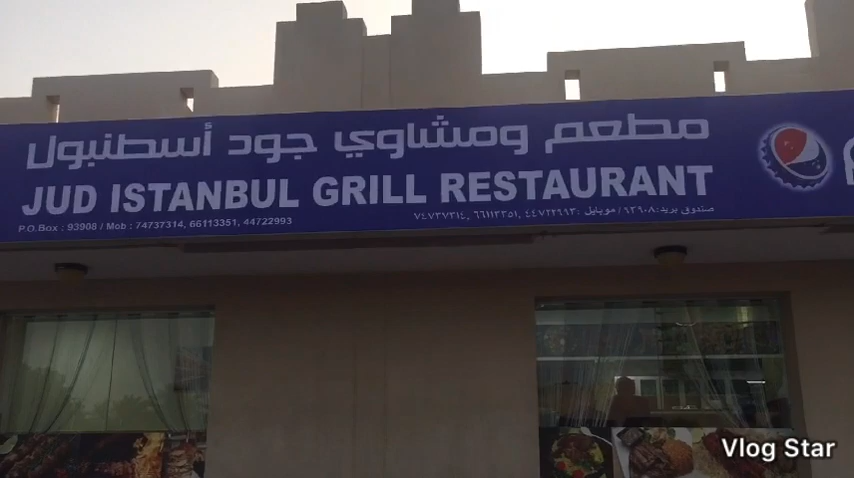 مطعم ومشاوي جود أسطنبول
JUD ISTANBUL GRILL RESTAURANT
P.O.Box : 93908 / Mob : 74737314, 66113351, 44722993
صندوق بريد: ٩٣٩٠٨ / موبايل: ٤٤٧٢٢٩٩٣, ٦٦١١٣٣٥١, ٧٤٧٣٧٣١٤
Vlog Star